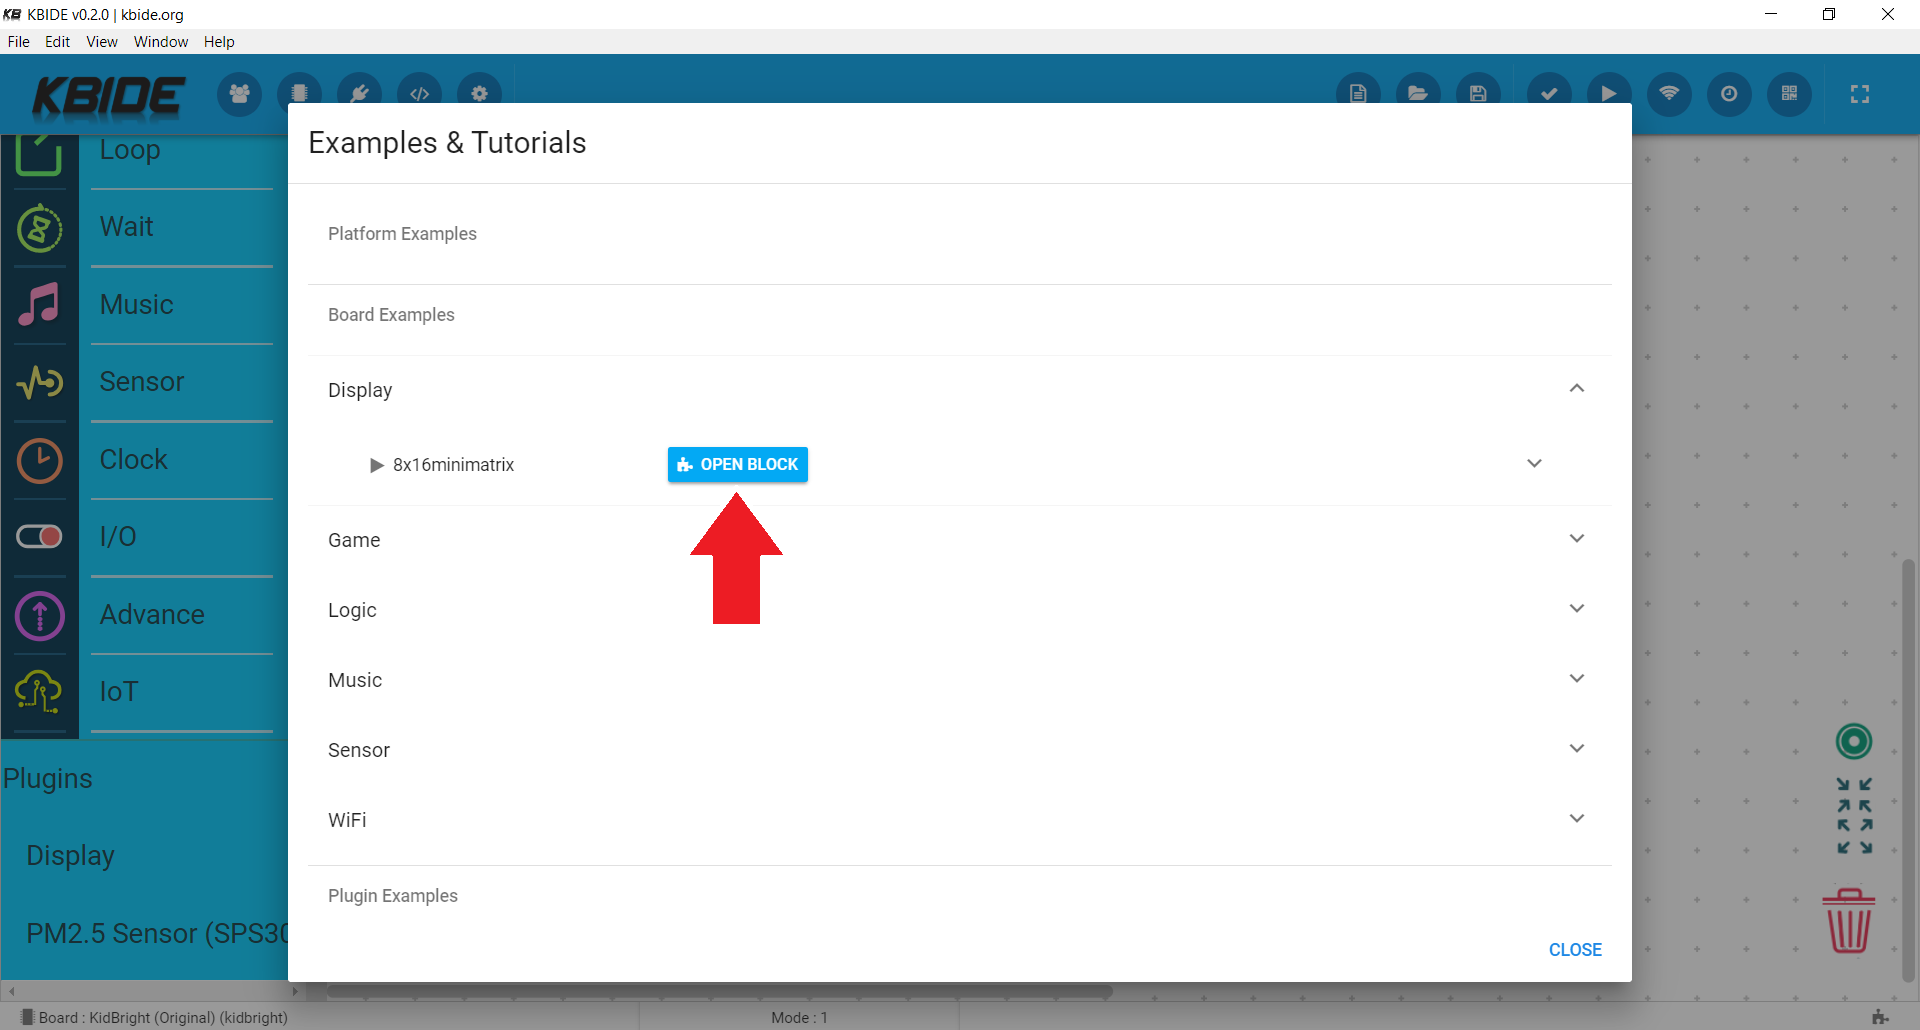 KBIDE v0.2.0 | kbide.org
File Edit View Window Help
KBIDE
Examples & Tutorials
Platform Examples
Board Examples
Display
8x16minimatrix OPEN BLOCK
Game
Logic
Music
Sensor
WiFi
Plugin Examples
CLOSE
Loop
Wait
Music
Sensor
Clock
I/O
Advance
IoT
Plugins
Display
PM2.5 Sensor (SPS30
Board : KidBright (Original) (kidbright) Mode : 1